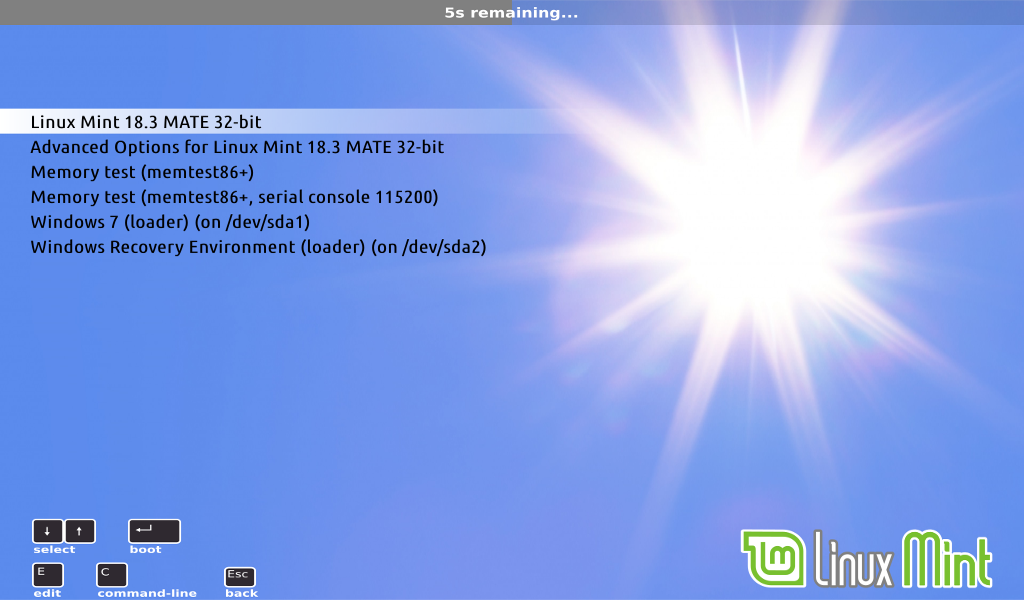 5s remaining...
Linux Mint 18.3 MATE 32-bit
Advanced Options for Linux Mint 18.3 MATE 32-bit
Memory test (memtest86+)
Memory test (memtest86+, serial console 115200)
Windows 7 (loader) (on /dev/sda1)
Windows Recovery Environment (loader) (on /dev/sda2)
↓ ↑ ↵
select boot
E C Esc
edit command-line back
Linux Mint